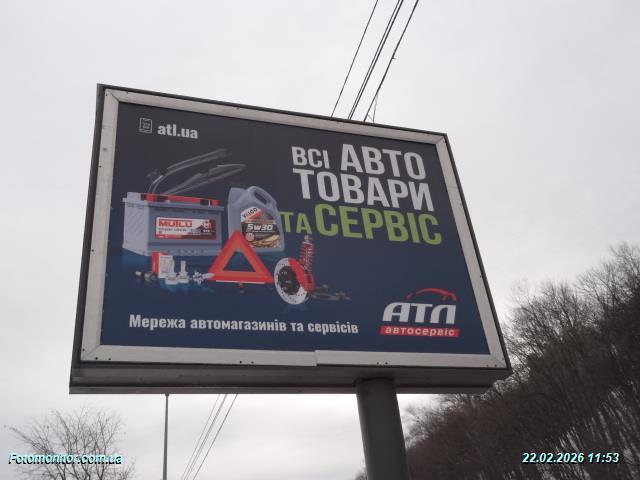 atl.ua
ВСІ АВТО
ТОВАРИ
ТА СЕРВІС
MUTLU
5W30
Мережа автомагазинів та сервісів
АТЛ
автосервіс
Fotomonitor.com.ua
22.02.2026 11:53